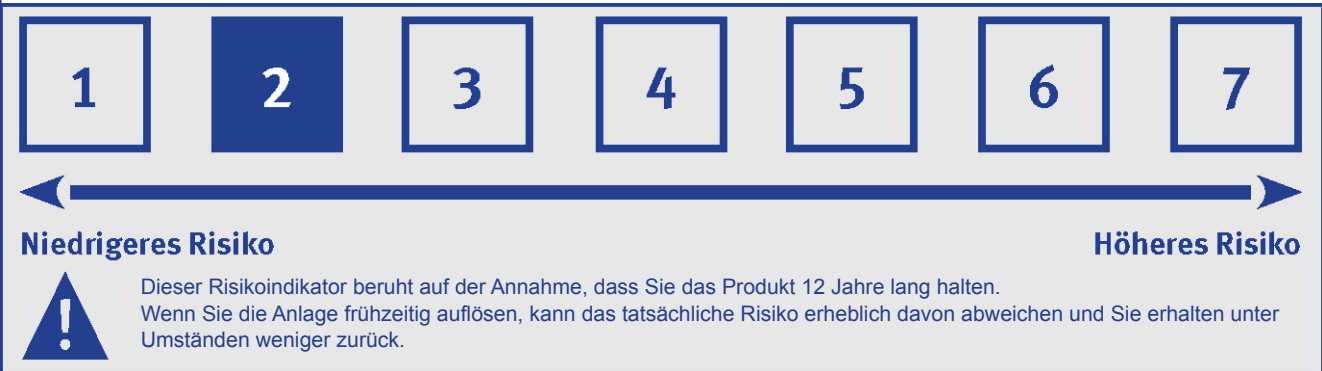 1 2 3 4 5 6 7
Niedrigeres Risiko Höheres Risiko
!
Dieser Risikoindikator beruht auf der Annahme, dass Sie das Produkt 12 Jahre lang halten.
Wenn Sie die Anlage frühzeitig auflösen, kann das tatsächliche Risiko erheblich davon abweichen und Sie erhalten unter
Umständen weniger zurück.